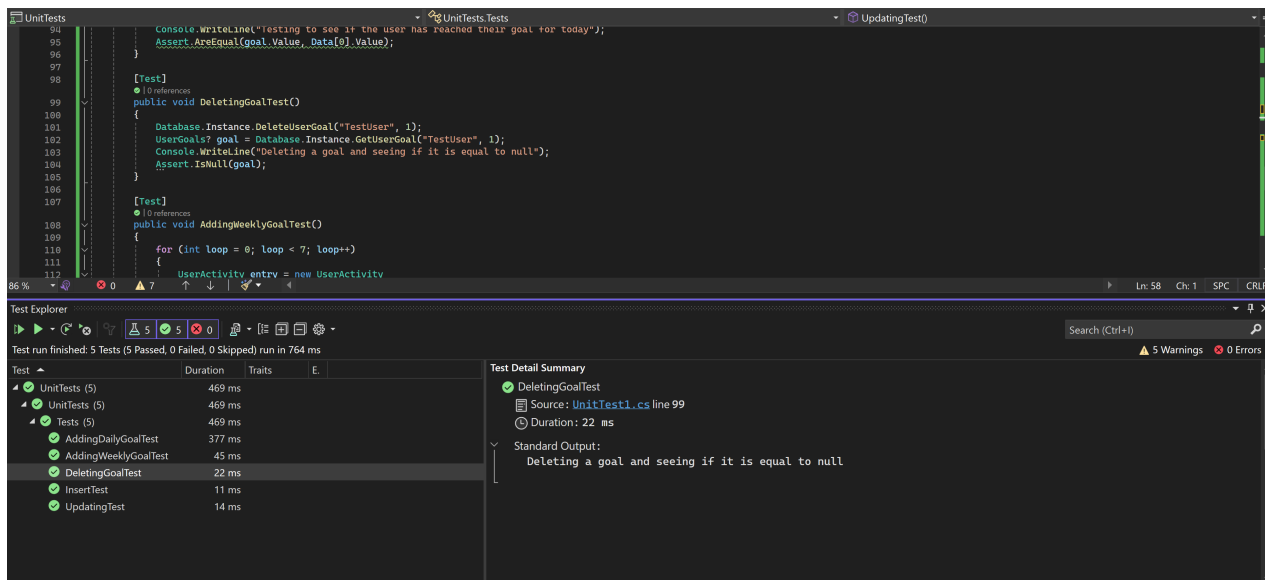 UnitTests UnitTests.Tests UpdatingTest()
94 Console.WriteLine("Testing to see if the user has reached their goal for today");
95 Assert.AreEqual(goal.Value, Data[0].Value);
96 }
97
98 [Test]
0 references
99 public void DeletingGoalTest()
100 {
101 Database.Instance.DeleteUserGoal("TestUser", 1);
102 UserGoals? goal = Database.Instance.GetUserGoal("TestUser", 1);
103 Console.WriteLine("Deleting a goal and seeing if it is equal to null");
104 Assert.IsNull(goal);
105 }
106
107 [Test]
0 references
108 public void AddingWeeklyGoalTest()
109 {
110 for (int loop = 0; loop < 7; loop++)
111 {
112 UserActivity entry = new UserActivity
86 % 0 7 Ln: 58 Ch: 1 SPC CRLF
Test Explorer
5 5 0 Search (Ctrl+I)
Test run finished: 5 Tests (5 Passed, 0 Failed, 0 Skipped) run in 764 ms 5 Warnings 0 Errors
Test Duration Traits E.
UnitTests (5) 469 ms
UnitTests (5) 469 ms
Tests (5) 469 ms
AddingDailyGoalTest 377 ms
AddingWeeklyGoalTest 45 ms
DeletingGoalTest 22 ms
InsertTest 11 ms
UpdatingTest 14 ms
Test Detail Summary
DeletingGoalTest
Source: UnitTest1.cs line 99
Duration: 22 ms
Standard Output:
Deleting a goal and seeing if it is equal to null